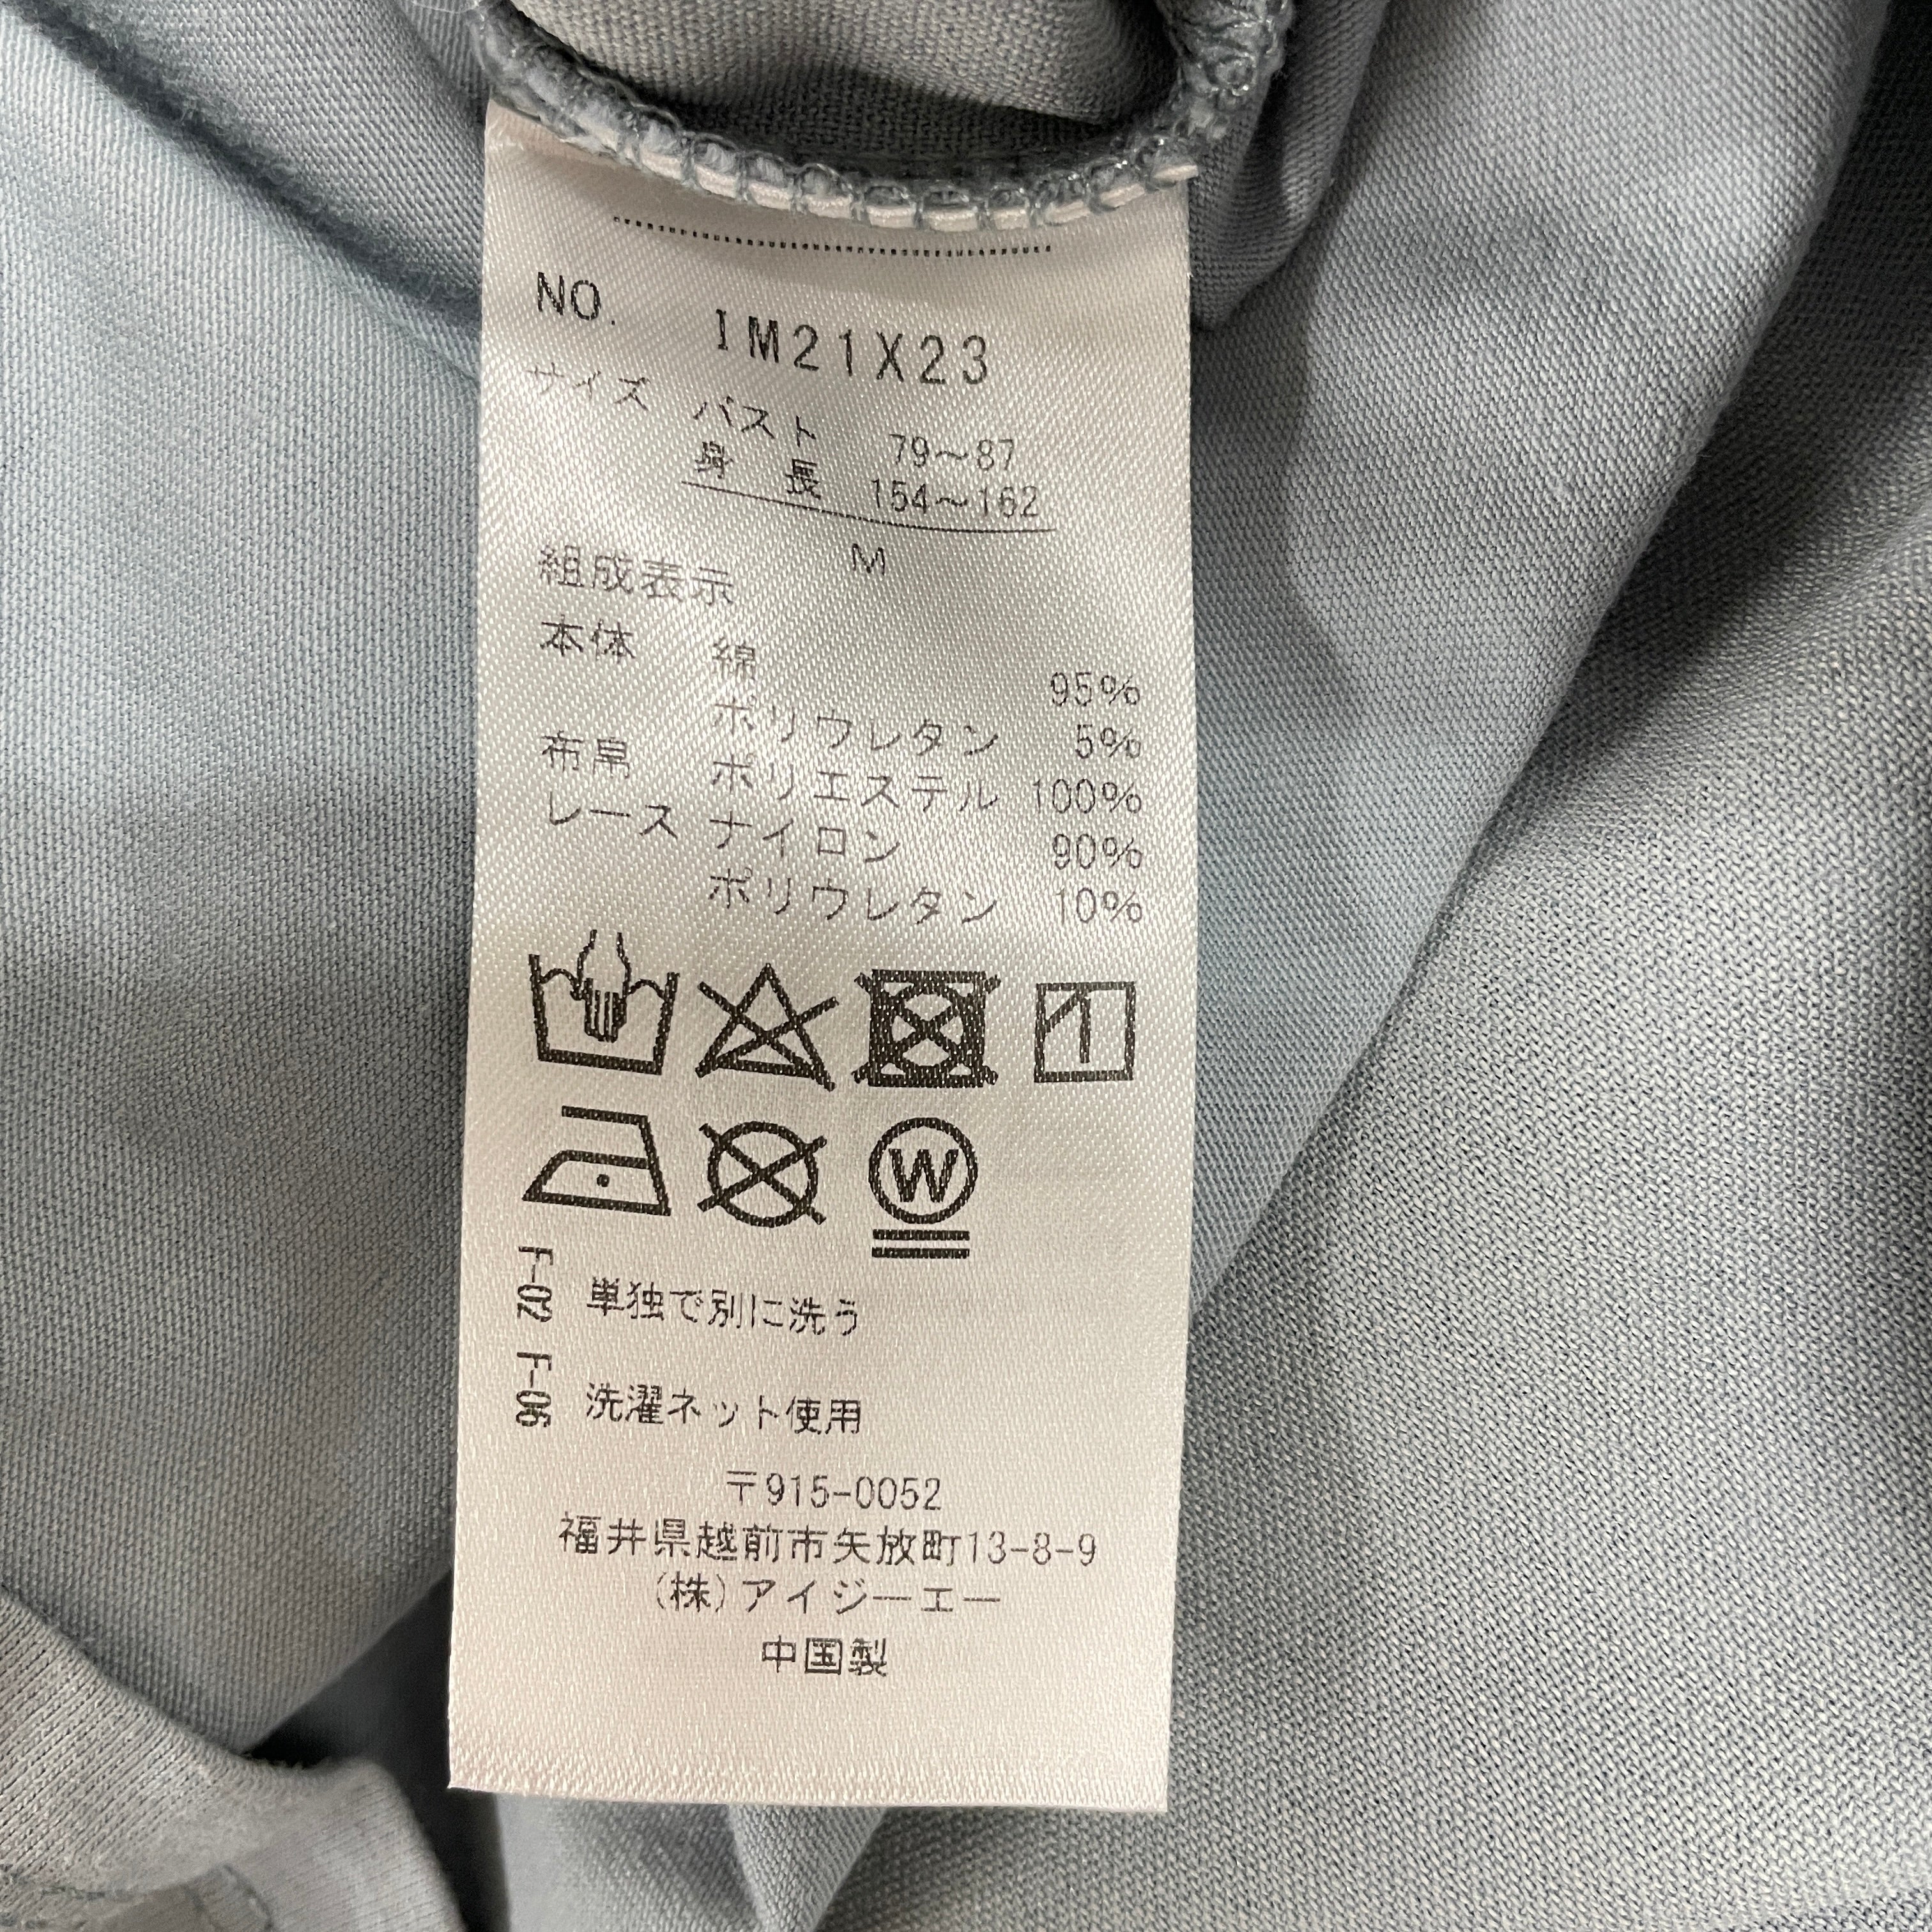 NO. IM21X23
サイズ バスト 79〜87
身 長 154〜162
M
組成表示
本体 綿 95%
ポリウレタン 5%
布帛 ポリエステル 100%
レース ナイロン 90%
ポリウレタン 10%
W
F-02 単独で別に洗う
F-06 洗濯ネット使用
〒915-0052
福井県越前市矢放町13-8-9
(株)アイジーエー
中国製